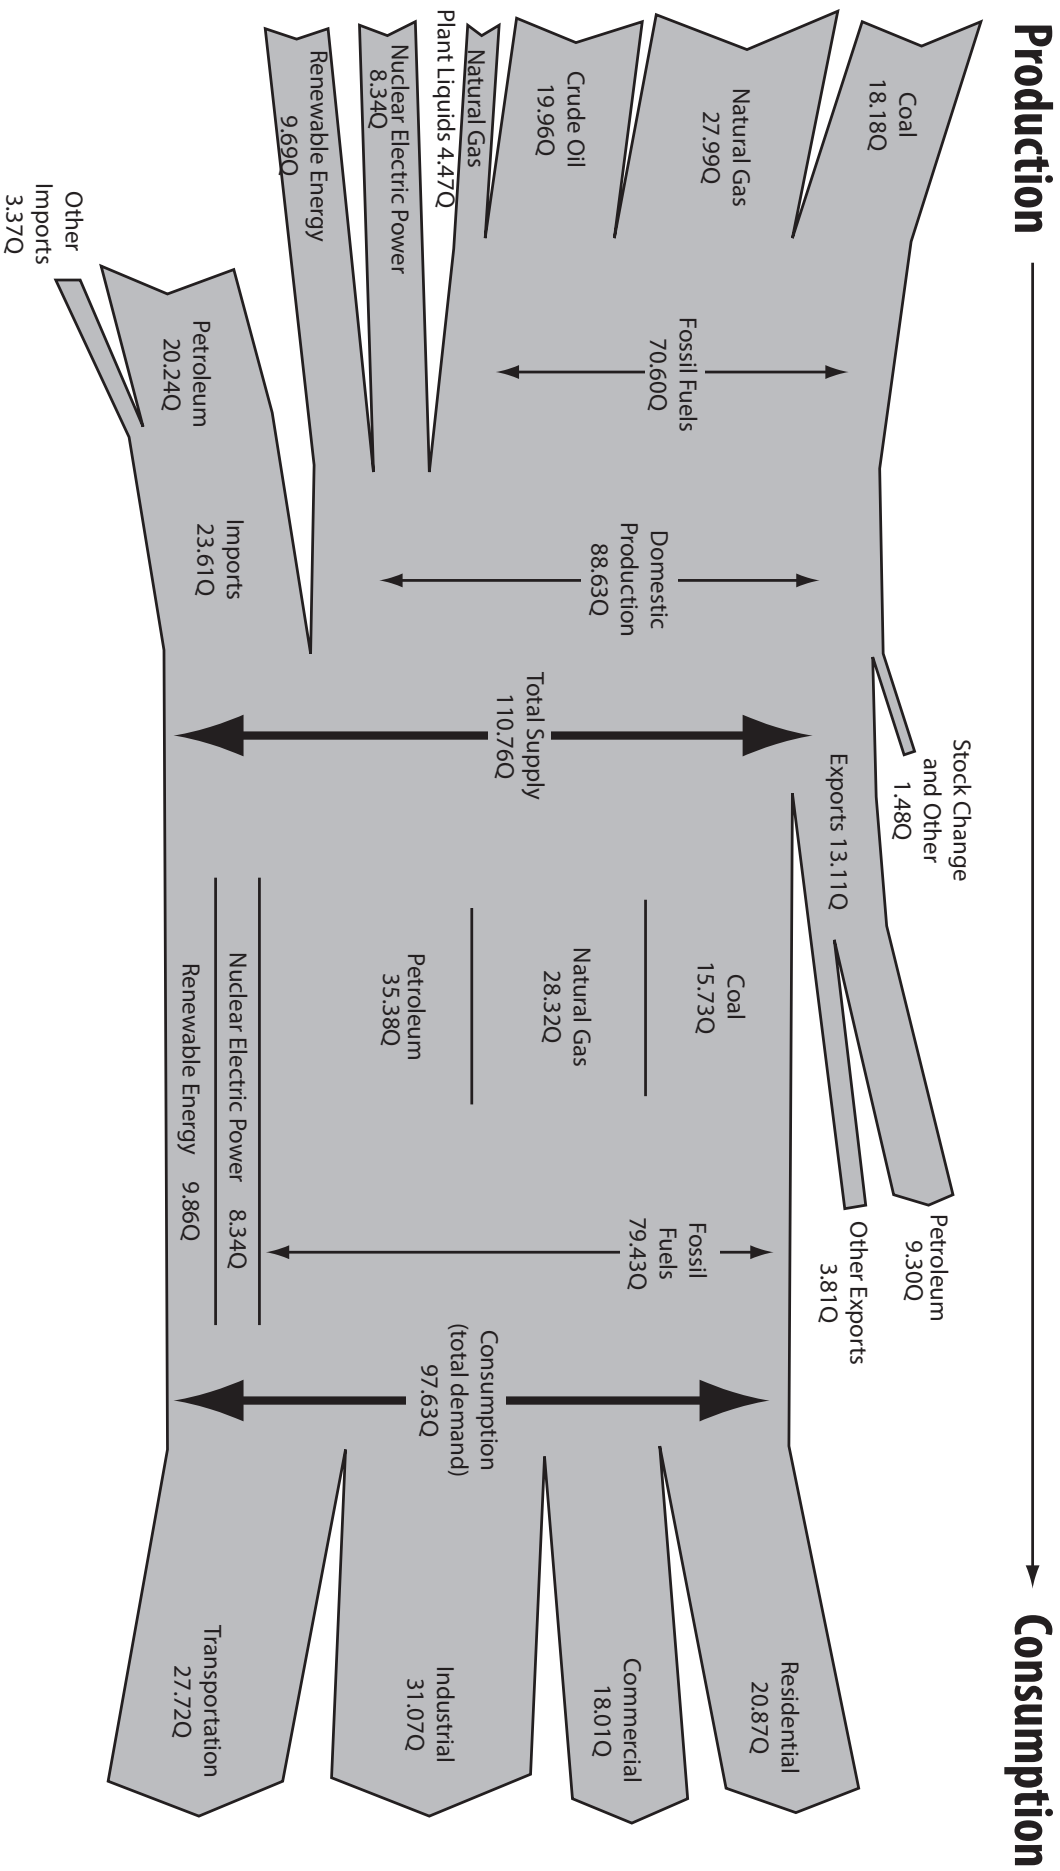 Production
Consumption
Coal
18.18Q
Natural Gas
27.99Q
Crude Oil
19.96Q
Natural Gas
Plant Liquids 4.47Q
Nuclear Electric Power
8.34Q
Renewable Energy
9.69Q
Petroleum
20.24Q
Other
Imports
3.37Q
Fossil Fuels
70.60Q
Domestic
Production
88.63Q
Imports
23.61Q
Stock Change
and Other
1.48Q
Total Supply
110.76Q
Exports 13.11Q
Petroleum
9.30Q
Other Exports
3.81Q
Coal
15.73Q
Natural Gas
28.32Q
Petroleum
35.38Q
Nuclear Electric Power 8.34Q
Renewable Energy 9.86Q
Fossil
Fuels
79.43Q
Consumption
(total demand)
97.63Q
Residential
20.87Q
Commercial
18.01Q
Industrial
31.07Q
Transportation
27.72Q